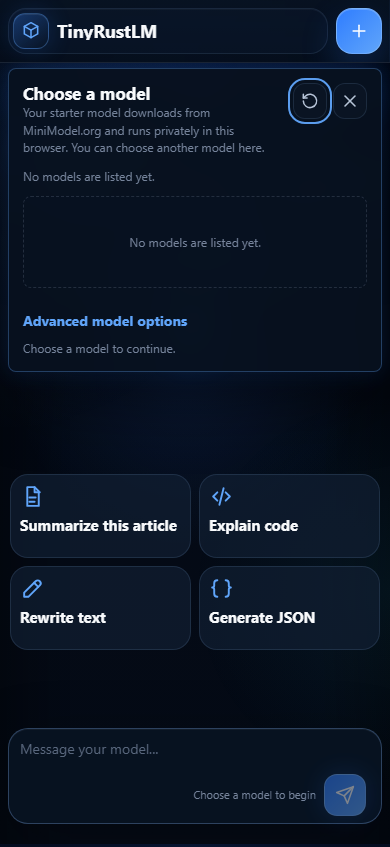 TinyRustLM
Choose a model
Your starter model downloads from
MiniModel.org and runs privately in this
browser. You can choose another model here.
No models are listed yet.
No models are listed yet.
Advanced model options
Choose a model to continue.
Summarize this article
Explain code
Rewrite text
Generate JSON
Message your model...
Choose a model to begin